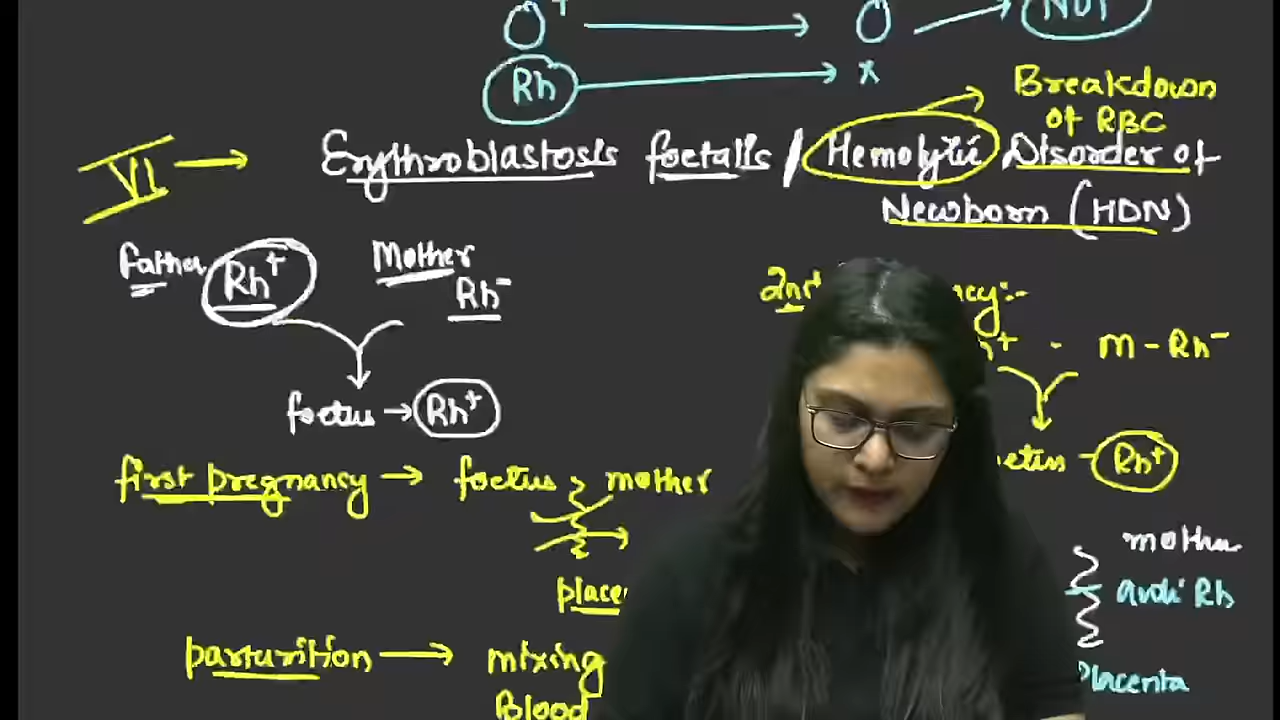 O+ → O → Not
Rh → x
Breakdown
of RBC
VI → Erythroblastosis foetalis / Hemolytic Disorder of
Newborn (HDN)
father Rh+ Mother
Rh-
foetus → Rh+
2nd
m - Rh-
Rh+
first pregnancy → foetus mother
mother
anti Rh
parturition → mixing
Placenta
Blood